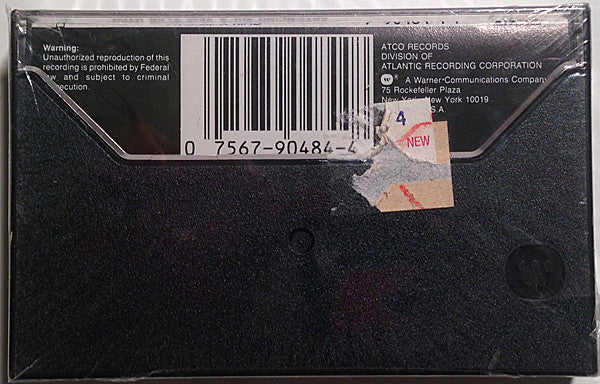 Warning:
Unauthorized reproduction of this
recording is prohibited by Federal
w and subject to criminal
ecution.
ATCO RECORDS
DIVISION OF
ATLANTIC RECORDING CORPORATION
W ® A Warner Communications Company
75 Rockefeller Plaza
New York, New York 10019
S.A.
0 7567-90484-4
4
NEW